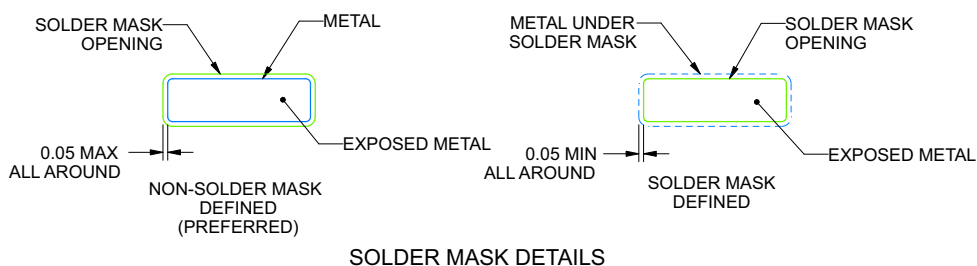 SOLDER MASK
OPENING
METAL
EXPOSED METAL
0.05 MAX
ALL AROUND
NON-SOLDER MASK
DEFINED
(PREFERRED)
METAL UNDER
SOLDER MASK
SOLDER MASK
OPENING
EXPOSED METAL
0.05 MIN
ALL AROUND
SOLDER MASK
DEFINED
SOLDER MASK DETAILS